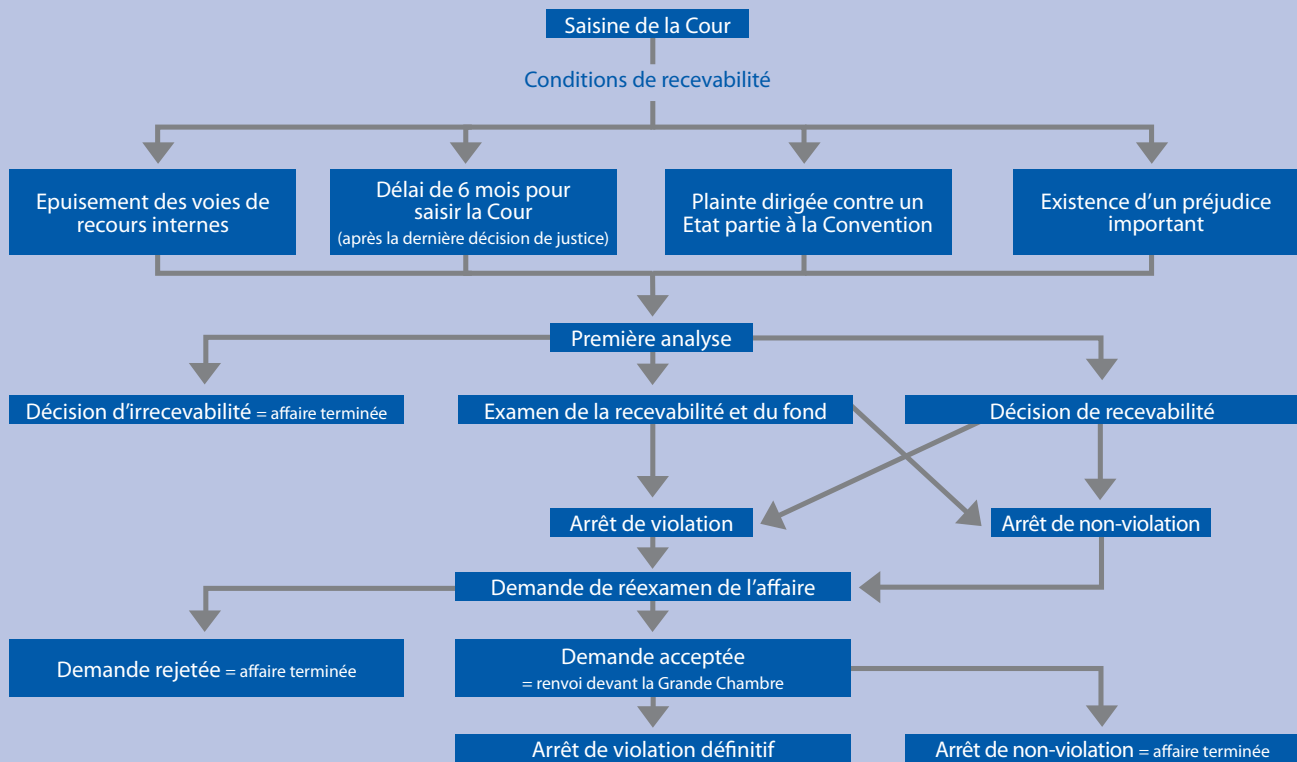 Saisine de la Cour
Conditions de recevabilité
Epuisement des voies de
recours internes
Délai de 6 mois pour
saisir la Cour
(après la dernière décision de justice)
Plainte dirigée contre un
Etat partie à la Convention
Existence d’un préjudice
important
Première analyse
Décision d’irrecevabilité = affaire terminée
Examen de la recevabilité et du fond
Décision de recevabilité
Arrêt de violation
Arrêt de non-violation
Demande de réexamen de l’affaire
Demande rejetée = affaire terminée
Demande acceptée
= renvoi devant la Grande Chambre
Arrêt de violation définitif
Arrêt de non-violation = affaire terminée